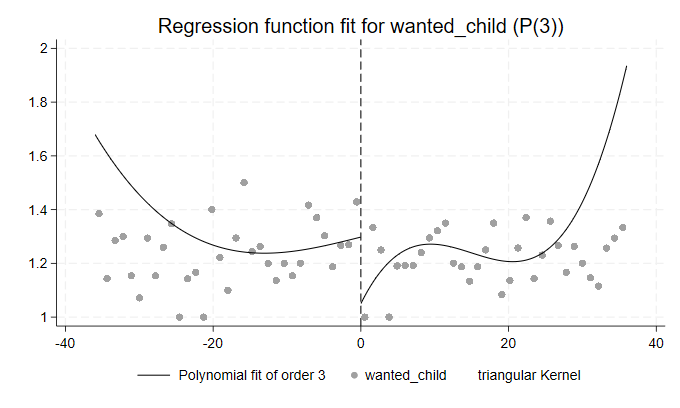 Regression function fit for wanted_child (P(3))
2
1.8
1.6
1.4
1.2
1
-40 -20 0 20 40
Polynomial fit of order 3 wanted_child triangular Kernel